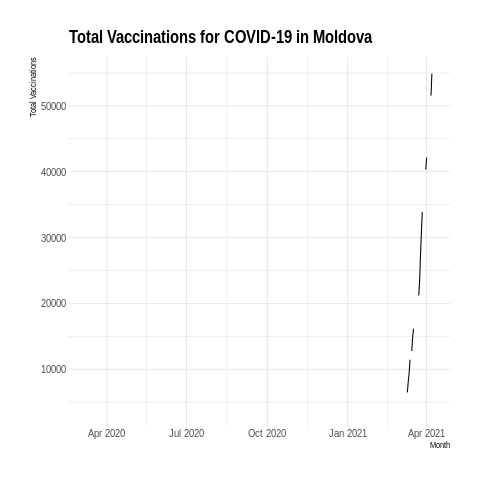 Total Vaccinations for COVID-19 in Moldova
Total Vaccinations
50000
40000
30000
20000
10000
Apr 2020 Jul 2020 Oct 2020 Jan 2021 Apr 2021
Month